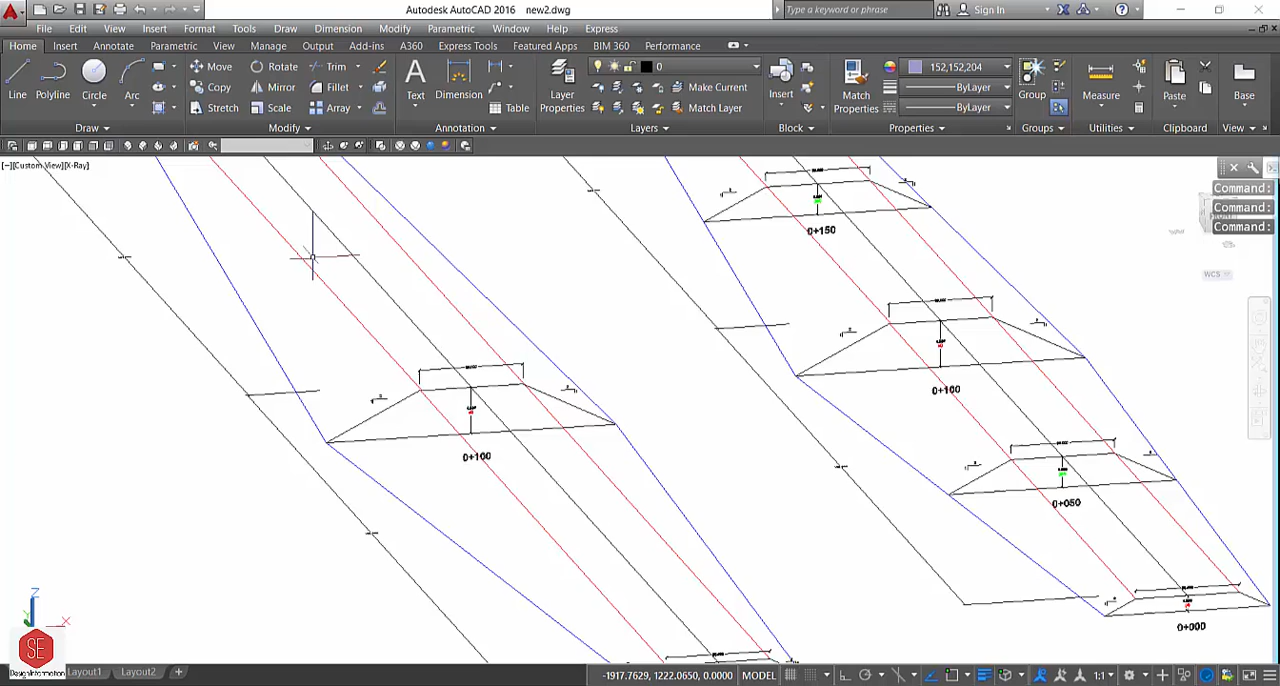 Autodesk AutoCAD 2016 new2.dwg
Type a keyword or phrase
Sign In
File Edit View Insert Format Tools Draw Dimension Modify Parametric Window Help Express
Home Insert Annotate Parametric View Manage Output Add-ins A360 Express Tools Featured Apps BIM 360 Performance
Line Polyline Circle Arc
Move Rotate Trim
Copy Mirror Fillet
Stretch Scale Array
Text Dimension Table
Layer Properties
0
Make Current
Match Layer
Insert
Match Properties
152,152,204
ByLayer
ByLayer
Group
Measure
Paste
Base
Draw Modify Annotation Layers Block Properties Groups Utilities Clipboard View
[−][Custom View][X-Ray]
Command:
Command:
Command:
WCS
0+150
0+100
0+100
0+050
0+000
Z
X
SE
Design Information
Layout1 Layout2 +
-1917.7629, 1222.0650, 0.0000 MODEL 1:1